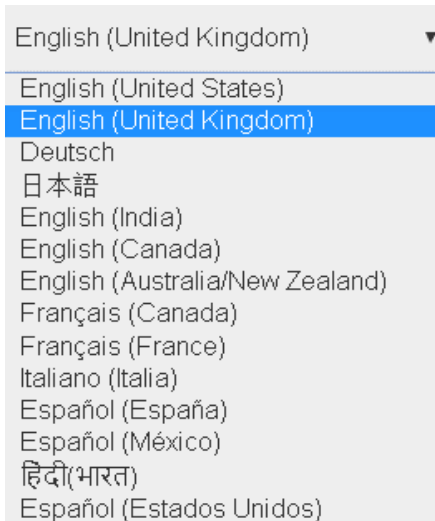 English (United Kingdom)
English (United States)
English (United Kingdom)
Deutsch
日本語
English (India)
English (Canada)
English (Australia/New Zealand)
Français (Canada)
Français (France)
Italiano (Italia)
Español (España)
Español (México)
हिंदी(भारत)
Español (Estados Unidos)